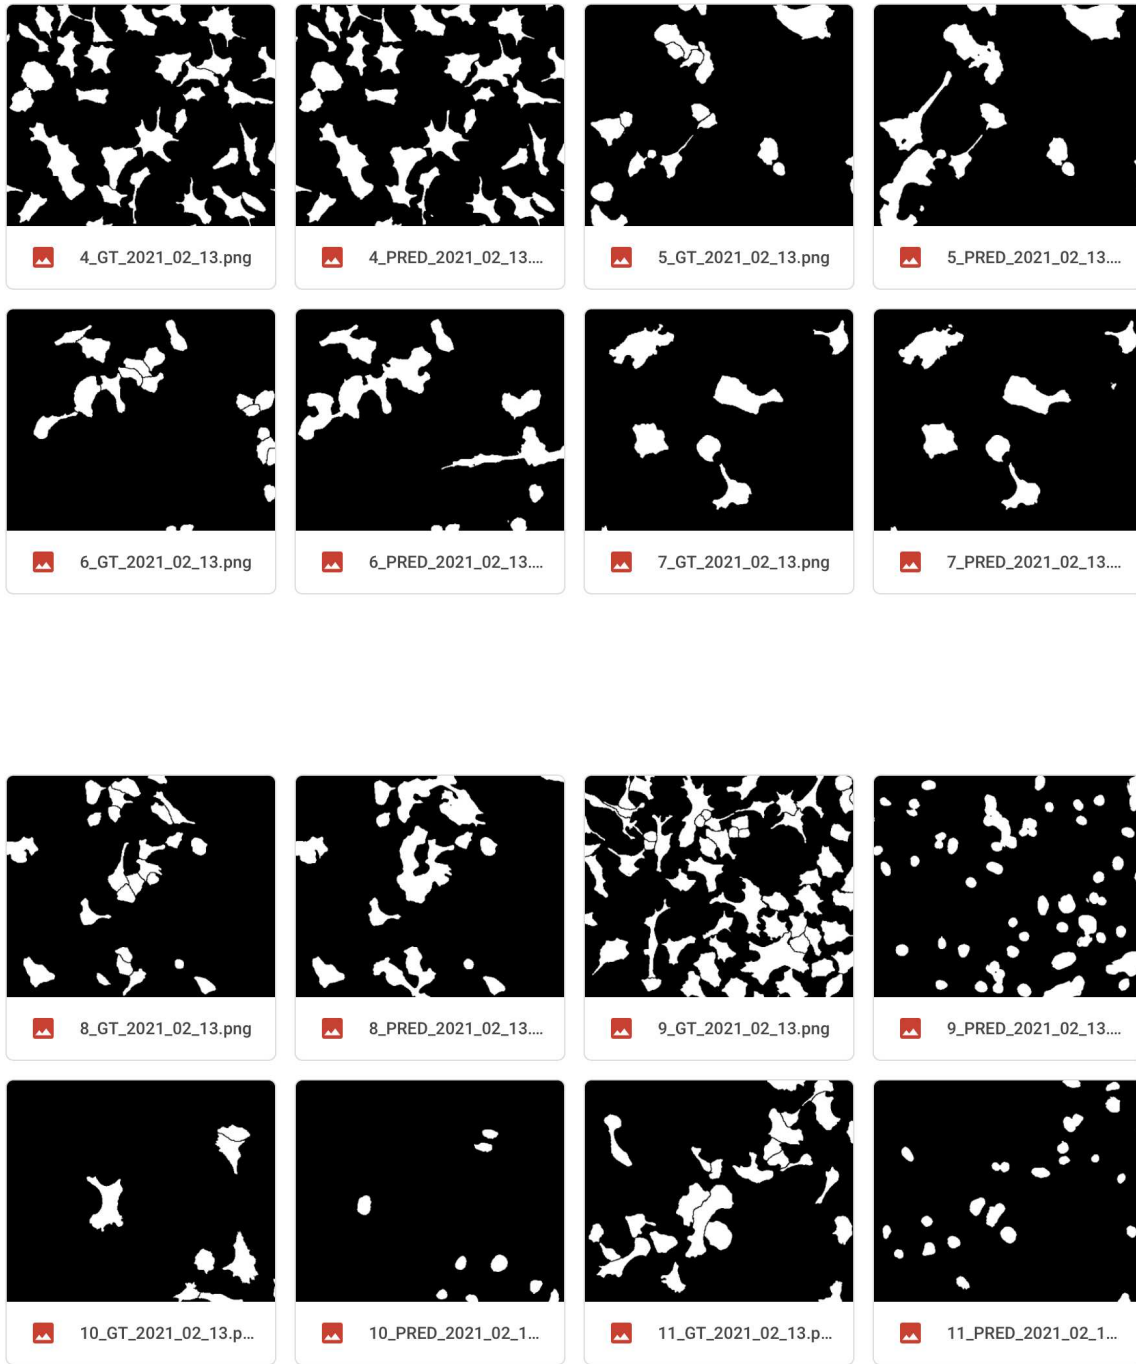 4_GT_2021_02_13.png
4_PRED_2021_02_13....
5_GT_2021_02_13.png
5_PRED_2021_02_13....
6_GT_2021_02_13.png
6_PRED_2021_02_13....
7_GT_2021_02_13.png
7_PRED_2021_02_13....
8_GT_2021_02_13.png
8_PRED_2021_02_13....
9_GT_2021_02_13.png
9_PRED_2021_02_13....
10_GT_2021_02_13.p...
10_PRED_2021_02_1...
11_GT_2021_02_13.p...
11_PRED_2021_02_1...